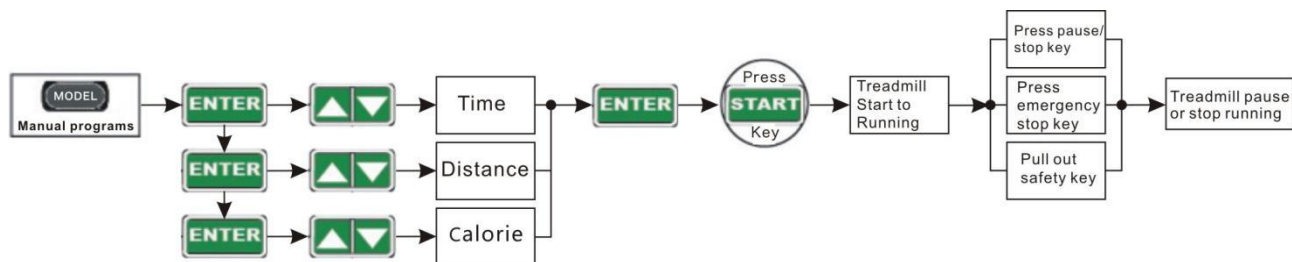 MODEL
Manual programs
ENTER
Time
ENTER
Distance
ENTER
Calorie
ENTER
Press
START
Key
Treadmill
Start to
Running
Press pause/
stop key
Press
emergency
stop key
Pull out
safety key
Treadmill pause
or stop running